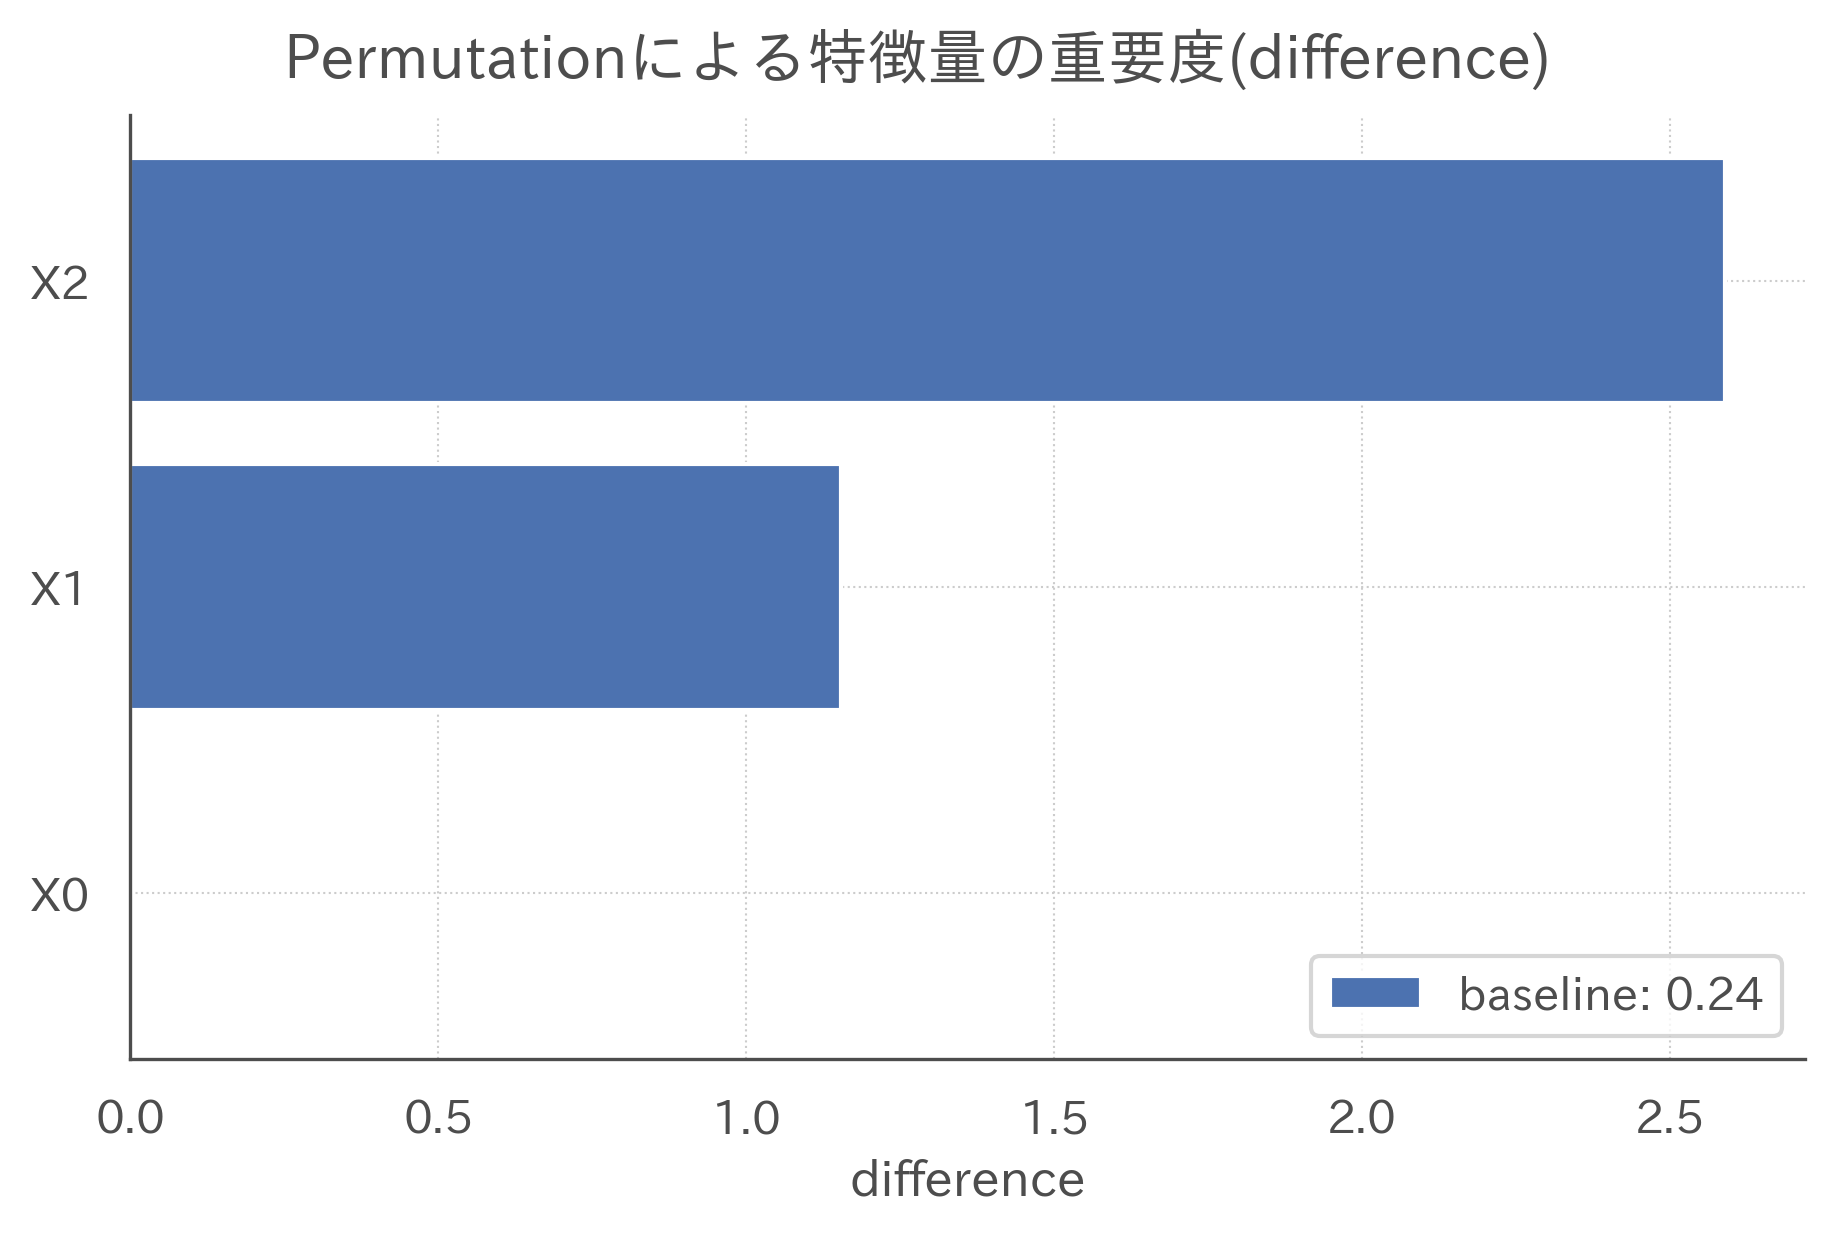 Permutationによる特徴量の重要度(difference)
X2
X1
X0
baseline: 0.24
0.0 0.5 1.0 1.5 2.0 2.5
difference